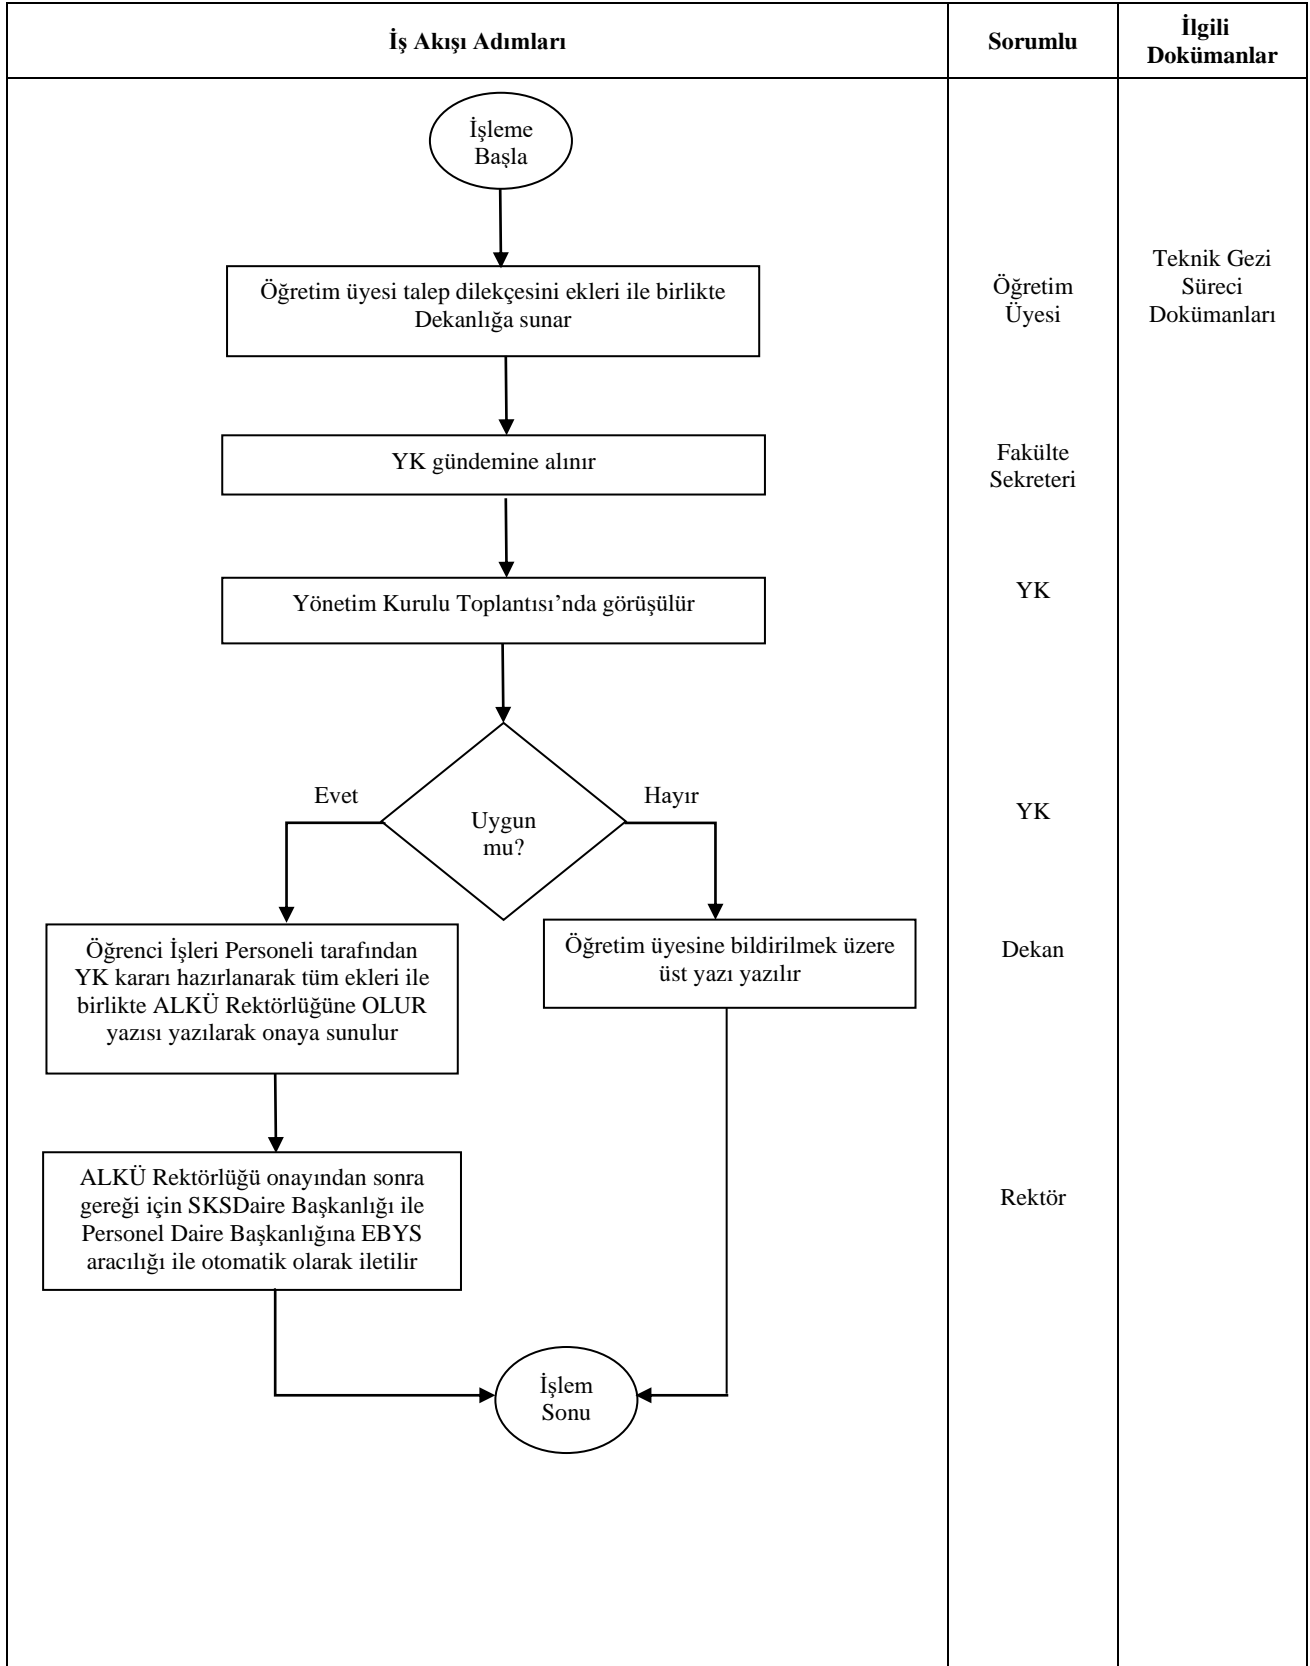 İş Akışı Adımları
Sorumlu
İlgili
Dokümanlar
İşleme
Başla
Öğretim üyesi talep dilekçesini ekleri ile birlikte
Dekanlığa sunar
Öğretim
Üyesi
Teknik Gezi
Süreci
Dokümanları
YK gündemine alınır
Fakülte
Sekreteri
Yönetim Kurulu Toplantısı’nda görüşülür
YK
Evet
Hayır
Uygun
mu?
YK
Öğrenci İşleri Personeli tarafından
YK kararı hazırlanarak tüm ekleri ile
birlikte ALKÜ Rektörlüğüne OLUR
yazısı yazılarak onaya sunulur
Öğretim üyesine bildirilmek üzere
üst yazı yazılır
Dekan
ALKÜ Rektörlüğü onayından sonra
gereği için SKSDaire Başkanlığı ile
Personel Daire Başkanlığına EBYS
aracılığı ile otomatik olarak iletilir
Rektör
İşlem
Sonu